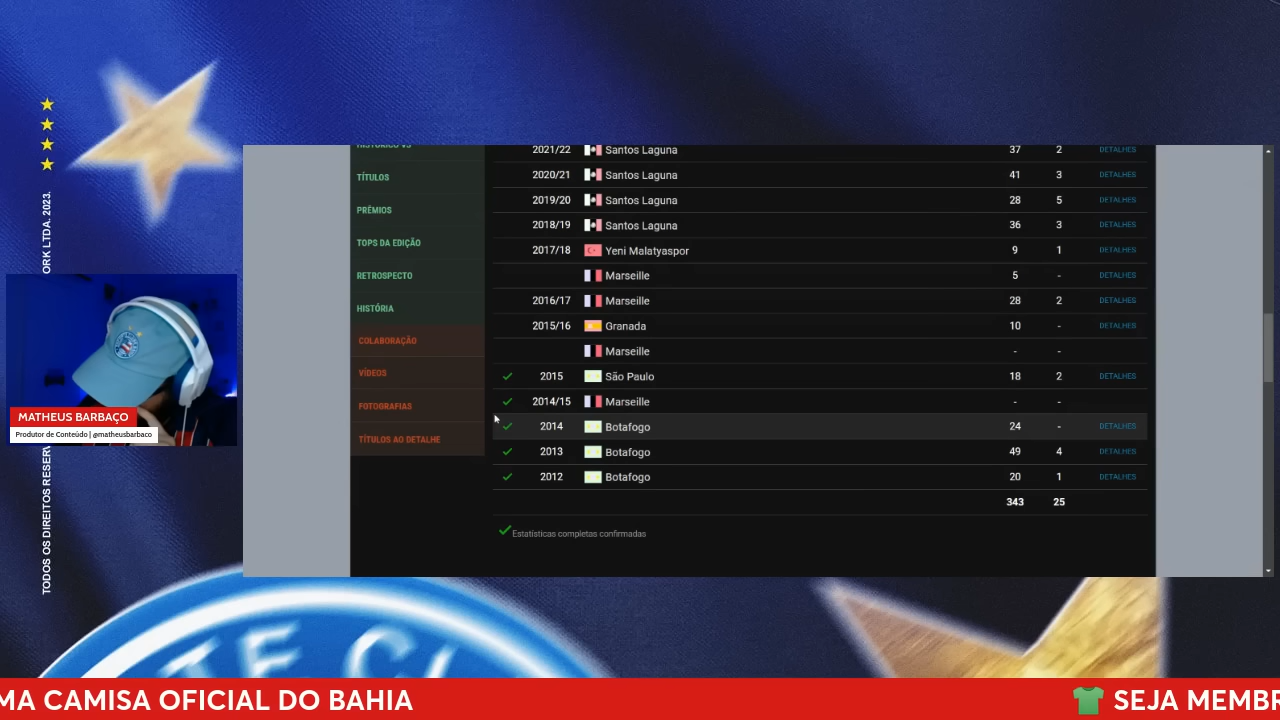 ★ ★ ★ ★
TODOS OS DIREITOS RESERV
ORK LTDA. 2023.
MATHEUS BARBAÇO
Produtor de Conteúdo | @matheusbarbaco
HISTÓRICO VS
TÍTULOS
PRÊMIOS
TOPS DA EDIÇÃO
RETROSPECTO
HISTÓRIA
COLABORAÇÃO
VÍDEOS
FOTOGRAFIAS
TÍTULOS AO DETALHE
2021/22 Santos Laguna 37 2 DETALHES
2020/21 Santos Laguna 41 3 DETALHES
2019/20 Santos Laguna 28 5 DETALHES
2018/19 Santos Laguna 36 3 DETALHES
2017/18 Yeni Malatyaspor 9 1 DETALHES
Marseille 5 - DETALHES
2016/17 Marseille 28 2 DETALHES
2015/16 Granada 10 - DETALHES
Marseille - -
2015 São Paulo 18 2 DETALHES
2014/15 Marseille - -
2014 Botafogo 24 - DETALHES
2013 Botafogo 49 4 DETALHES
2012 Botafogo 20 1 DETALHES
343 25
Estatísticas completas confirmadas
TE CL
MA CAMISA OFICIAL DO BAHIA
SEJA MEMBR